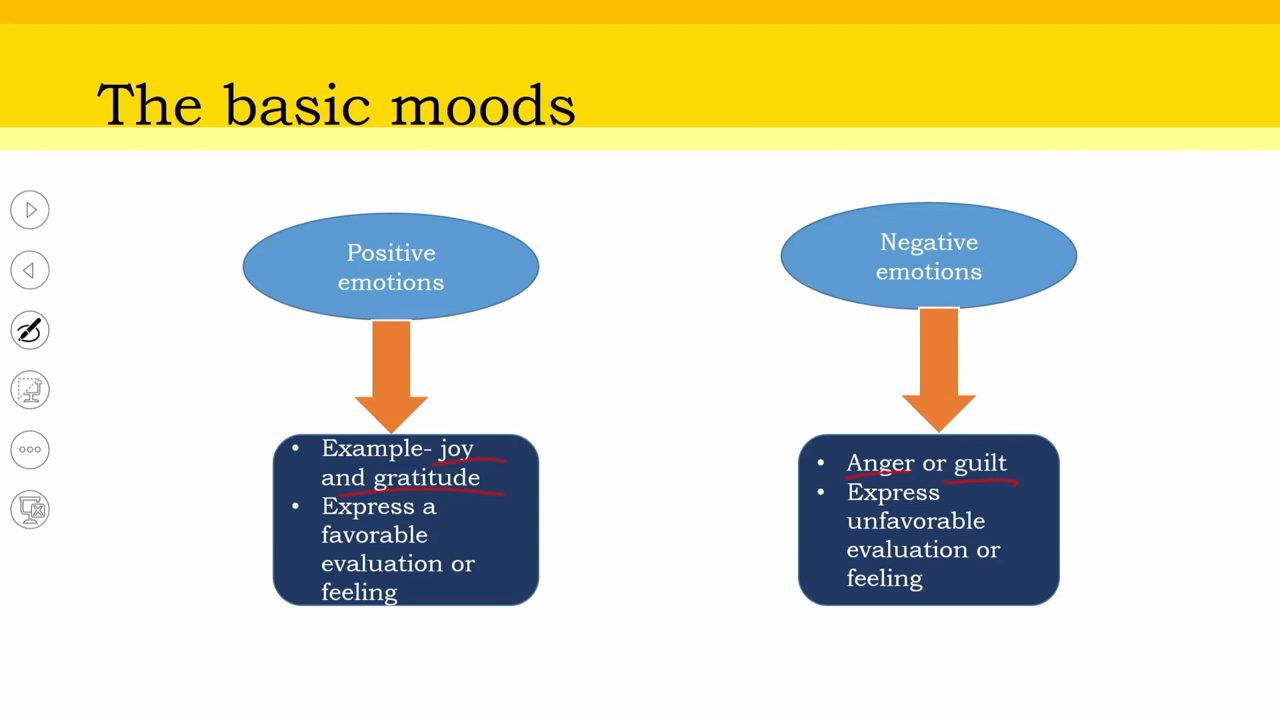 The basic moods
Positive
emotions
• Example- joy
and gratitude
• Express a
favorable
evaluation or
feeling
Negative
emotions
• Anger or guilt
• Express
unfavorable
evaluation or
feeling